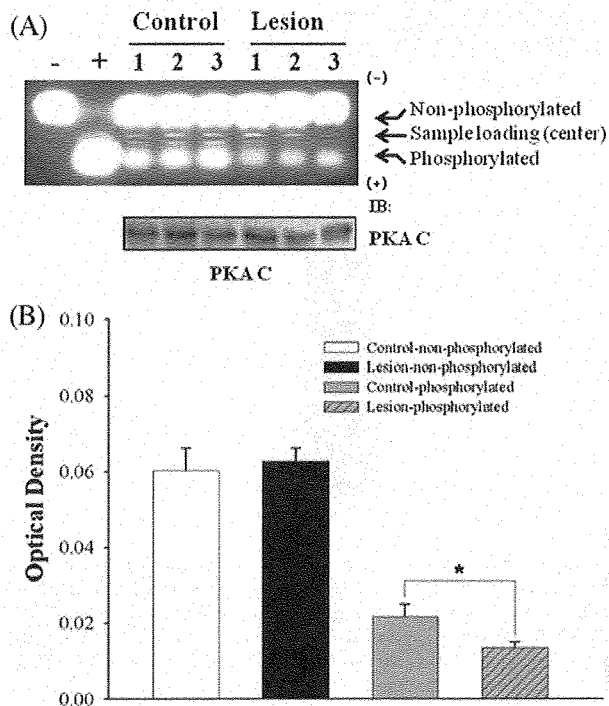 (A)
Control Lesion
- + 1 2 3 1 2 3
(-)
Non-phosphorylated
Sample loading (center)
Phosphorylated
(+)
IB:
PKA C
PKA C
(B)
0.10
0.08
0.06
0.04
0.02
0.00
Optical Density
Control-non-phosphorylated
Lesion-non-phosphorylated
Control-phosphorylated
Lesion-phosphorylated
*